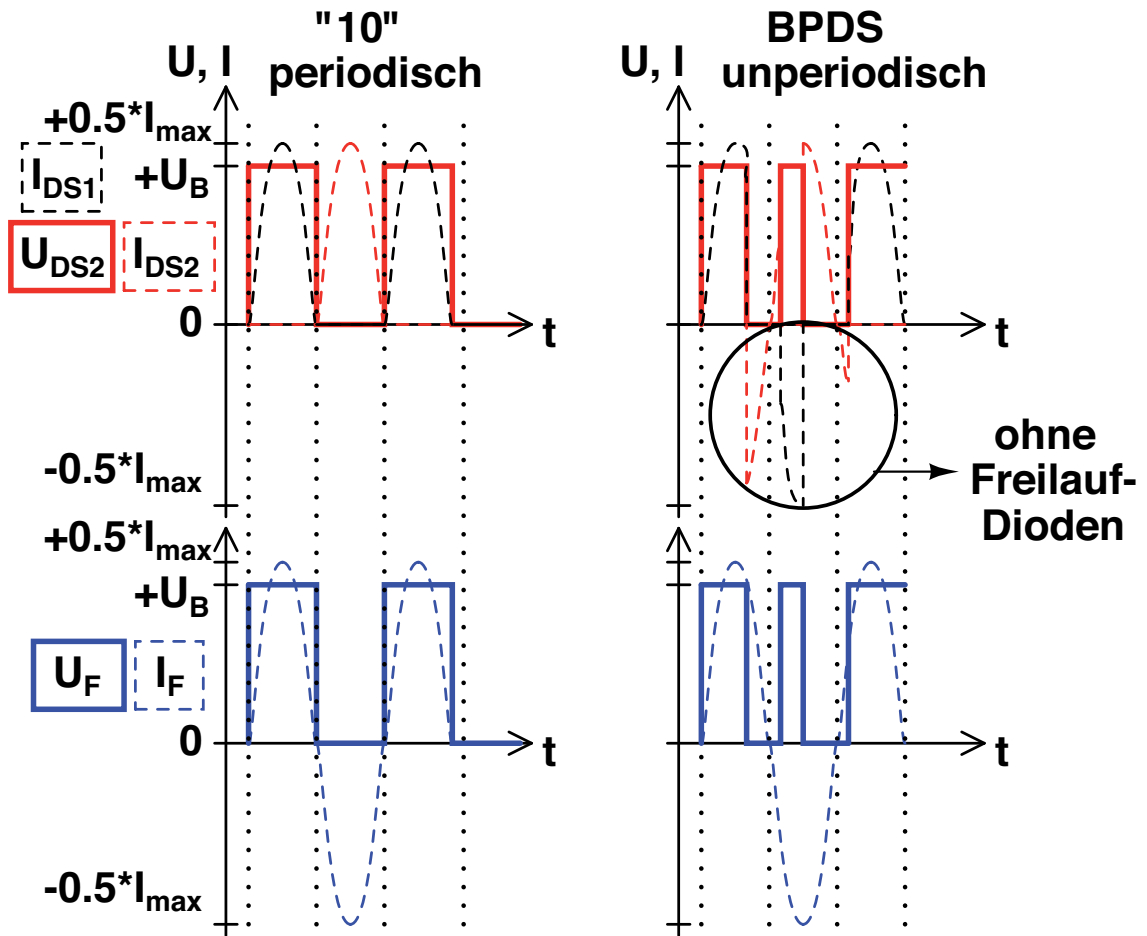 "10"
periodisch
BPDS
unperiodisch
U, I
+0.5*Imax
IDS1
+UB
UDS2
IDS2
0
t
-0.5*Imax
U, I
t
ohne
Freilauf-
Dioden
+0.5*Imax
+UB
UF
IF
0
t
-0.5*Imax
t